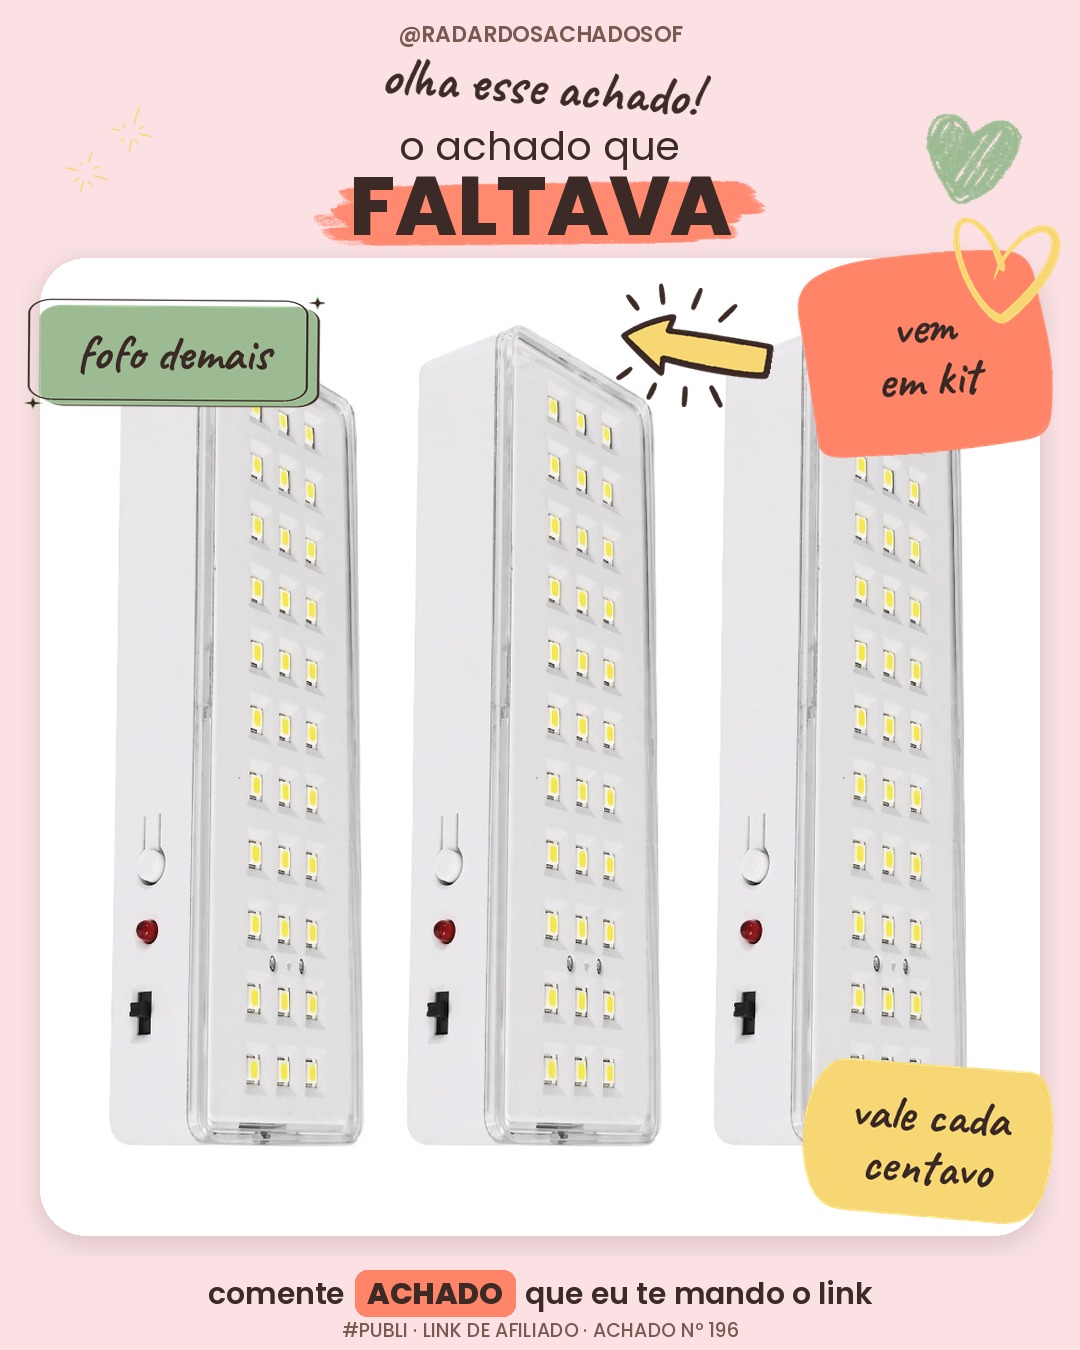 @RADARDOSACHADOSOF
olha esse achado!
o achado que
FALTAVA
fofo demais
vem
em kit
vale cada
centavo
comente ACHADO que eu te mando o link
#PUBLI · LINK DE AFILIADO · ACHADO Nº 196